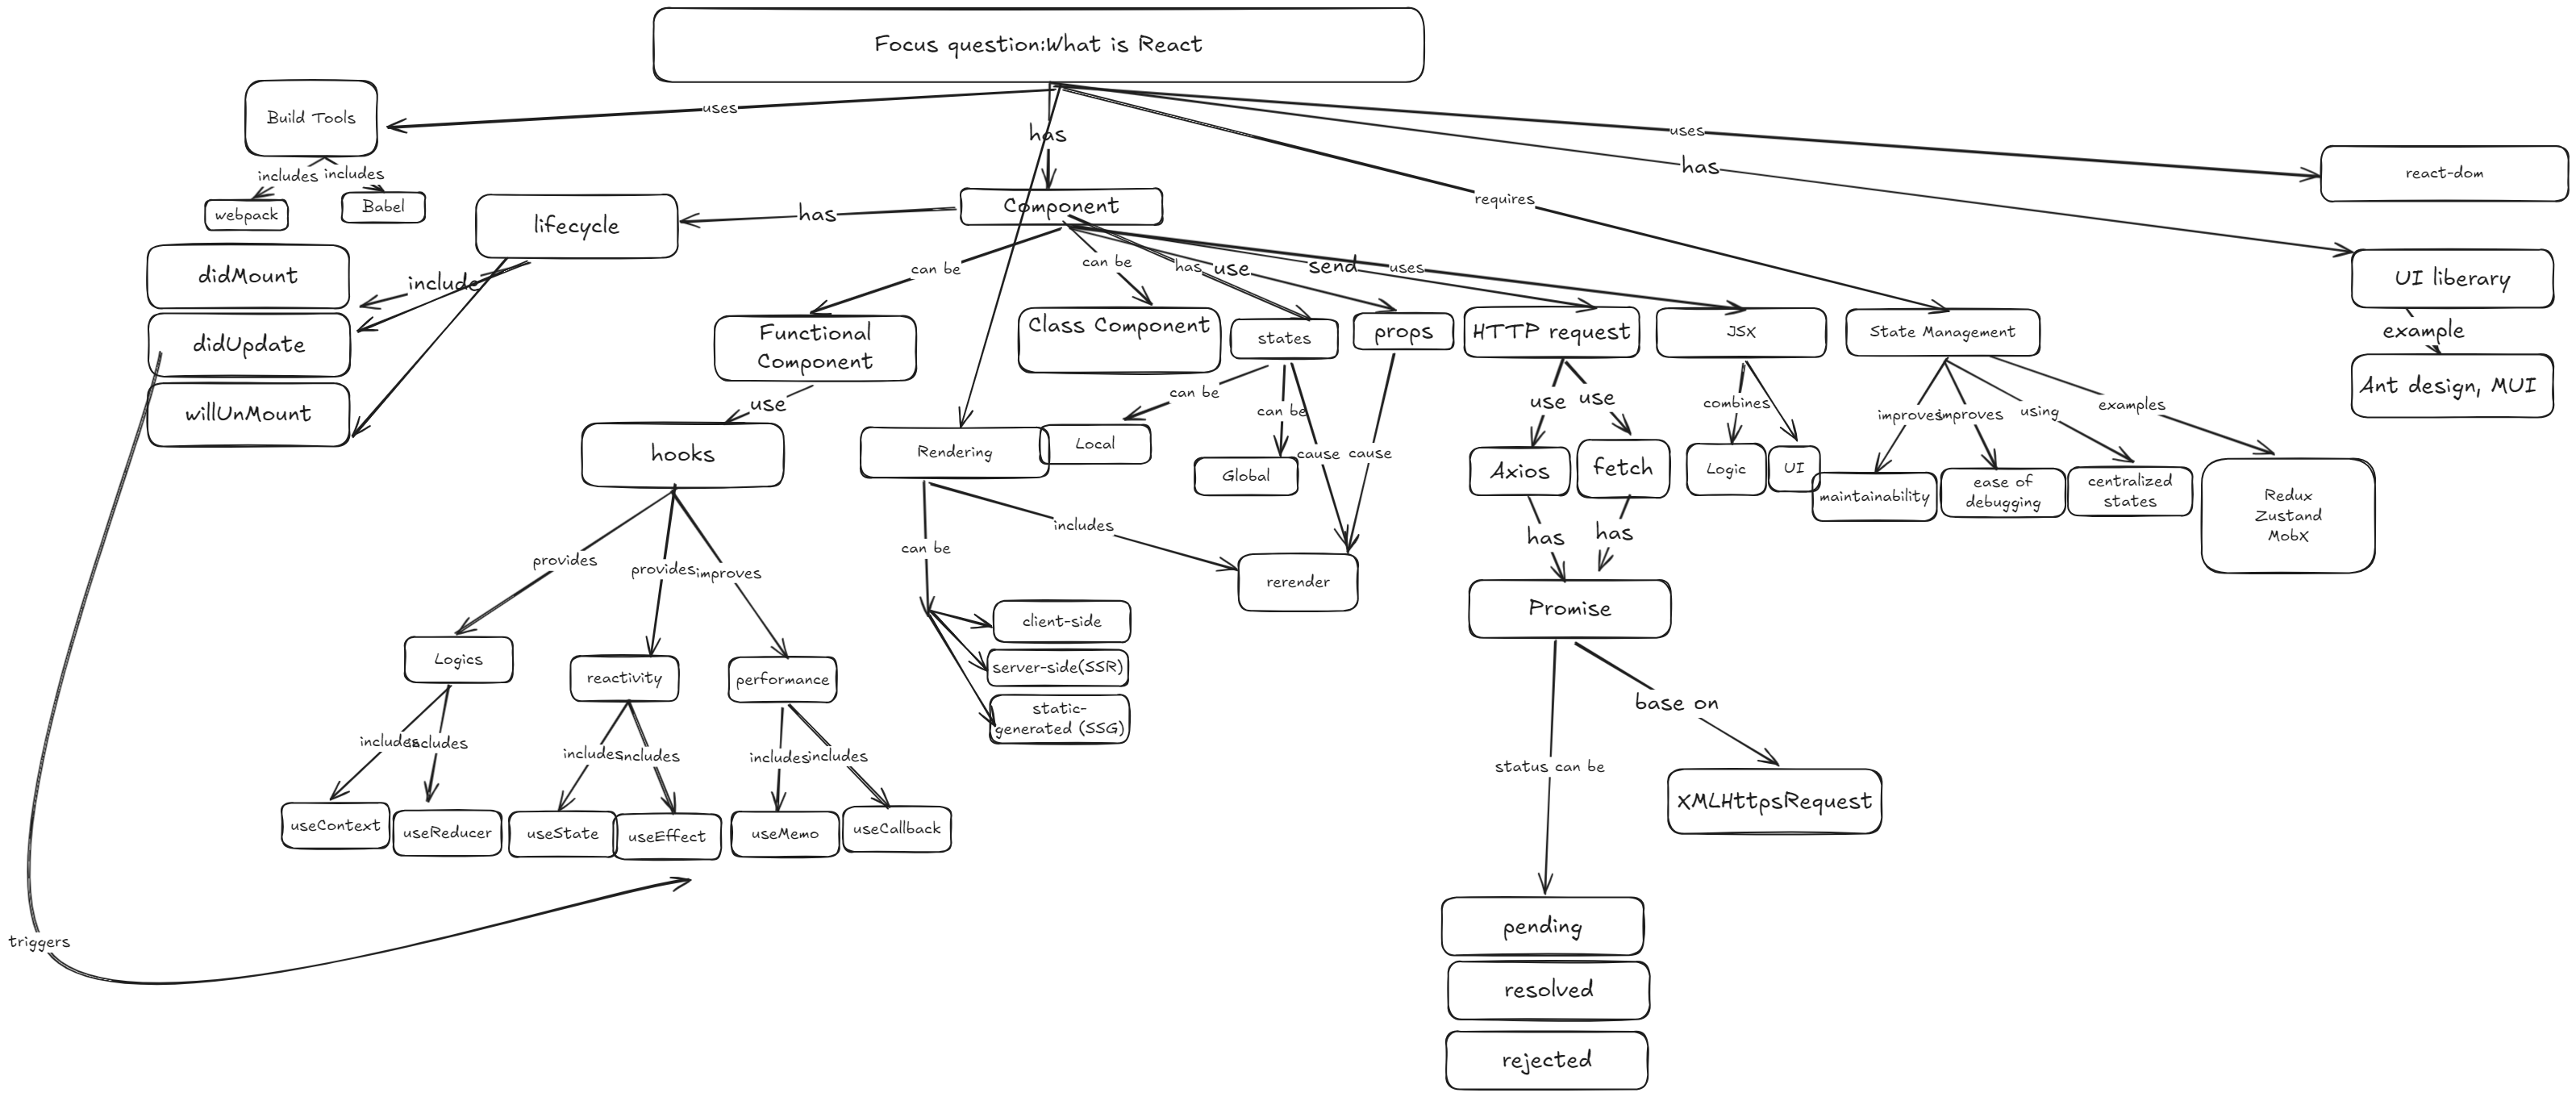 Focus question:What is React
uses
Build Tools
includes
includes
webpack
Babel
has
uses
has
requires
react-dom
Component
has
lifecycle
didMount
include
didUpdate
willUnMount
can be
can be
has
use
send
uses
UI liberary
example
Ant design, MUI
Functional
Component
Class Component
states
props
HTTP request
JSX
State Management
use
hooks
Rendering
can be
Local
can be
Global
cause
cause
use
use
Axios
fetch
combines
Logic
UI
improves
improves
using
examples
maintainability
ease of
debugging
centralized
states
Redux
Zustand
MobX
provides
provides
improves
can be
includes
rerender
has
has
Promise
client-side
server-side(SSR)
static-
generated (SSG)
Logics
reactivity
performance
includes
includes
includes
includes
includes
includes
useContext
useReducer
useState
useEffect
useMemo
useCallback
base on
status can be
XMLHttpsRequest
triggers
pending
resolved
rejected